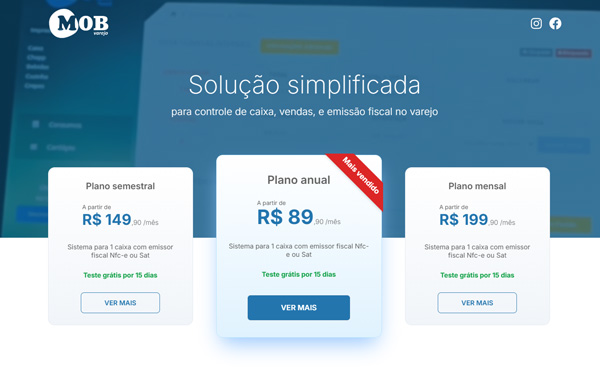 MOB
varejo
Solução simplificada
para controle de caixa, vendas, e emissão fiscal no varejo
Plano semestral
A partir de
R$ 149,90 /mês
Sistema para 1 caixa com emissor
fiscal Nfc-e ou Sat
Teste grátis por 15 dias
VER MAIS
Mais vendido
Plano anual
A partir de
R$ 89,90 /mês
Sistema para 1 caixa com emissor fiscal Nfc-
e ou Sat
Teste grátis por 15 dias
VER MAIS
Plano mensal
A partir de
R$ 199,90 /mês
Sistema para 1 caixa com emissor
fiscal Nfc-e ou Sat
Teste grátis por 15 dias
VER MAIS